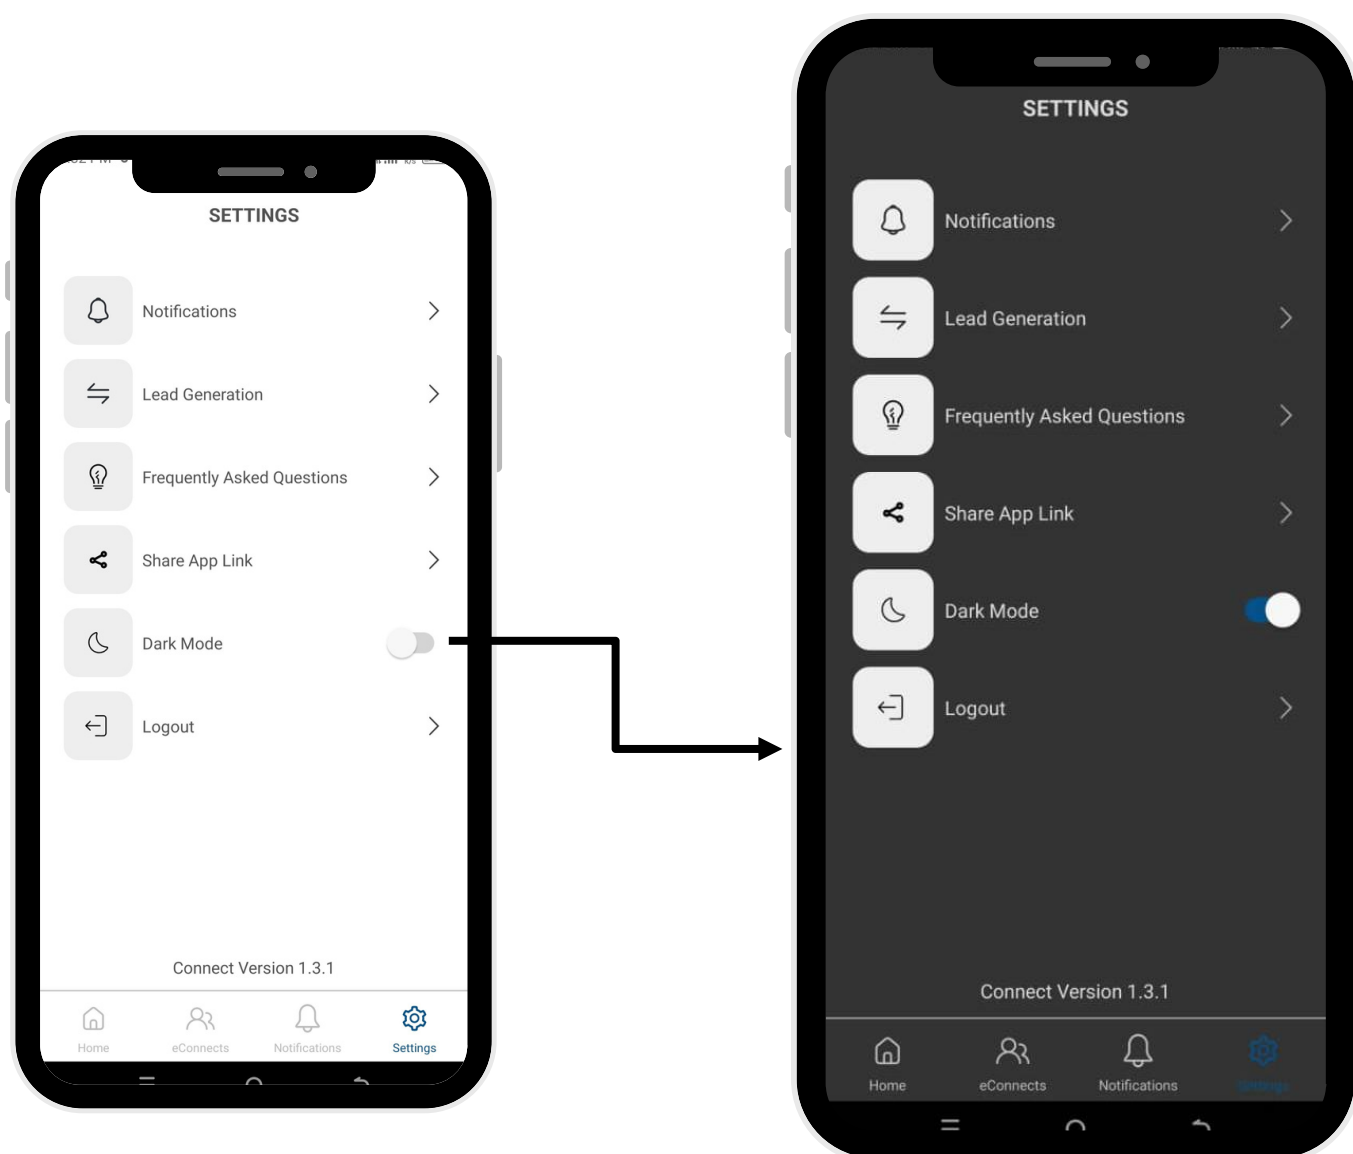 SETTINGS
Notifications
Lead Generation
Frequently Asked Questions
Share App Link
Dark Mode
Logout
Connect Version 1.3.1
Home
eConnects
Notifications
Settings
SETTINGS
Notifications
Lead Generation
Frequently Asked Questions
Share App Link
Dark Mode
Logout
Connect Version 1.3.1
Home
eConnects
Notifications
Settings